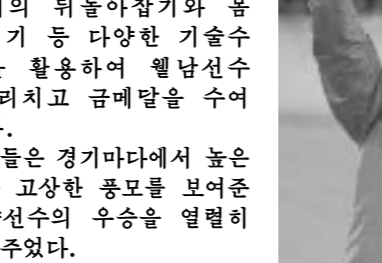 뒤돌아잡기와 몸
기 등 다양한 기술수
활용하여 웰남선수
리치고 금메달을 수여
들은 경기마다에서 높은
고상한 풍모를 보여준
선수의 우승을 열렬히
주었다.